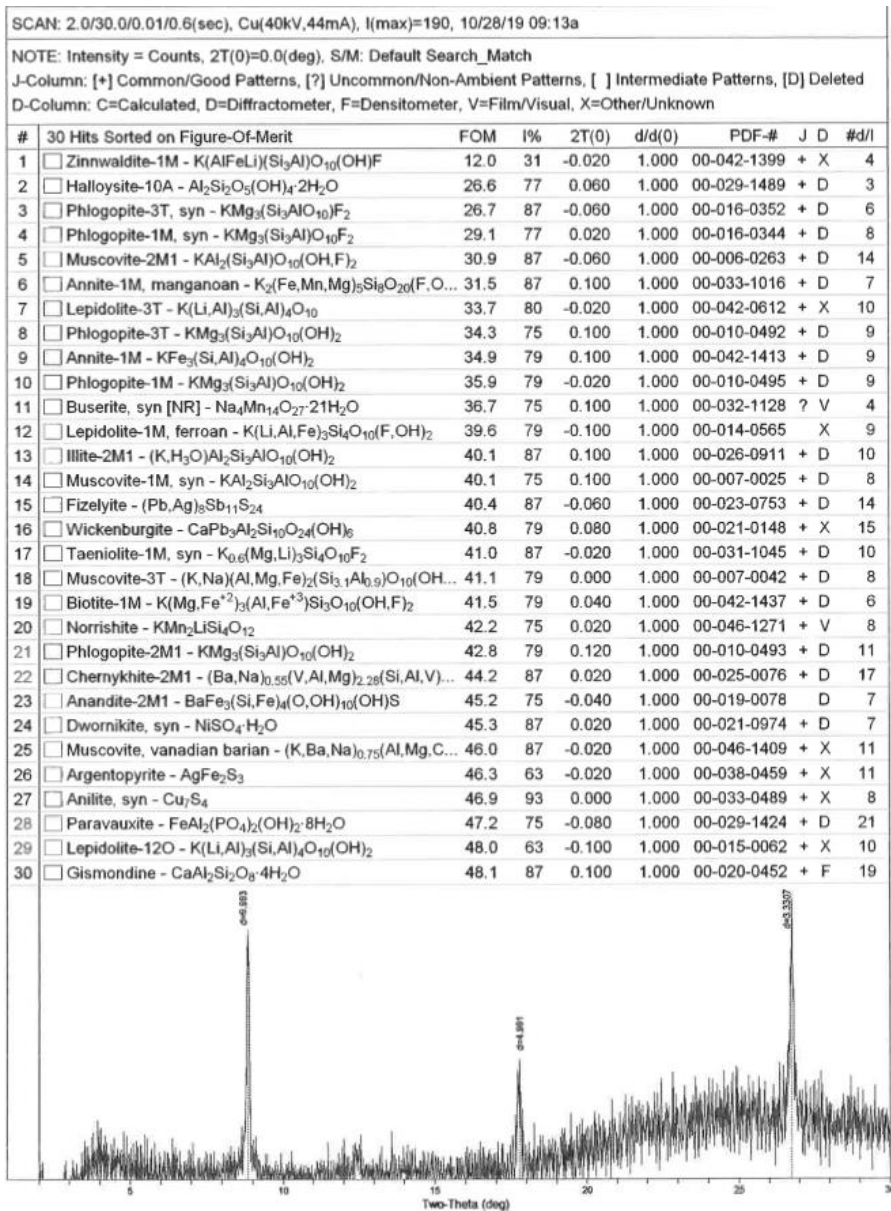 SCAN: 2.0/30.0/0.01/0.6(sec), Cu(40kV,44mA), I(max)=190, 10/28/19 09:13a
NOTE: Intensity = Counts, 2T(0)=0.0(deg), S/M: Default Search_Match
J-Column: [+] Common/Good Patterns, [?] Uncommon/Non-Ambient Patterns, [ ] Intermediate Patterns, [D] Deleted
D-Column: C=Calculated, D=Diffractometer, F=Densitometer, V=Film/Visual, X=Other/Unknown
# 30 Hits Sorted on Figure-Of-Merit FOM I% 2T(0) d/d(0) PDF-# J D #d/I
1 Zinnwaldite-1M - K(AlFeLi)(Si₃Al)O₁₀(OH)F 12.0 31 -0.020 1.000 00-042-1399 + X 4
2 Halloysite-10A - Al₂Si₂O₅(OH)₄·2H₂O 26.6 77 0.060 1.000 00-029-1489 + D 3
3 Phlogopite-3T, syn - KMg₃(Si₃AlO₁₀)F₂ 26.7 87 -0.060 1.000 00-016-0352 + D 6
4 Phlogopite-1M, syn - KMg₃(Si₃Al)O₁₀F₂ 29.1 77 0.020 1.000 00-016-0344 + D 8
5 Muscovite-2M1 - KAl₂(Si₃Al)O₁₀(OH,F)₂ 30.9 87 -0.060 1.000 00-006-0263 + D 14
6 Annite-1M, manganoan - K₂(Fe,Mn,Mg)₅Si₈O₂₀(F,O... 31.5 87 0.100 1.000 00-033-1016 + D 7
7 Lepidolite-3T - K(Li,Al)₃(Si,Al)₄O₁₀ 33.7 80 -0.020 1.000 00-042-0612 + X 10
8 Phlogopite-3T - KMg₃(Si₃Al)O₁₀(OH)₂ 34.3 75 0.100 1.000 00-010-0492 + D 9
9 Annite-1M - KFe₃(Si,Al)₄O₁₀(OH)₂ 34.9 79 0.100 1.000 00-042-1413 + D 9
10 Phlogopite-1M - KMg₃(Si₃Al)O₁₀(OH)₂ 35.9 79 -0.020 1.000 00-010-0495 + D 9
11 Buserite, syn [NR] - Na₄Mn₁₄O₂₇·21H₂O 36.7 75 0.100 1.000 00-032-1128 ? V 4
12 Lepidolite-1M, ferroan - K(Li,Al,Fe)₃Si₄O₁₀(F,OH)₂ 39.6 79 -0.100 1.000 00-014-0565 X 9
13 Illite-2M1 - (K,H₃O)Al₂Si₃AlO₁₀(OH)₂ 40.1 87 0.100 1.000 00-026-0911 + D 10
14 Muscovite-1M, syn - KAl₂Si₃AlO₁₀(OH)₂ 40.1 75 0.100 1.000 00-007-0025 + D 8
15 Fizelyite - (Pb,Ag)₈Sb₁₁S₂₄ 40.4 87 -0.060 1.000 00-023-0753 + D 14
16 Wickenburgite - CaPb₃Al₂Si₁₀O₂₄(OH)₆ 40.8 79 0.080 1.000 00-021-0148 + X 15
17 Taeniolite-1M, syn - K₀.₆(Mg,Li)₃Si₄O₁₀F₂ 41.0 87 -0.020 1.000 00-031-1045 + D 10
18 Muscovite-3T - (K,Na)(Al,Mg,Fe)₂(Si₃.₁Al₀.₉)O₁₀(OH... 41.1 79 0.000 1.000 00-007-0042 + D 8
19 Biotite-1M - K(Mg,Fe⁺²)₃(Al,Fe⁺³)Si₃O₁₀(OH,F)₂ 41.5 79 0.040 1.000 00-042-1437 + D 6
20 Norrishite - KMn₂LiSi₄O₁₂ 42.2 75 0.020 1.000 00-046-1271 + V 8
21 Phlogopite-2M1 - KMg₃(Si₃Al)O₁₀(OH)₂ 42.8 79 0.120 1.000 00-010-0493 + D 11
22 Chernykhite-2M1 - (Ba,Na)₀.₅₅(V,Al,Mg)₂.₂₈(Si,Al,V)... 44.2 87 0.020 1.000 00-025-0076 + D 17
23 Anandite-2M1 - BaFe₃(Si,Fe)₄(O,OH)₁₀(OH)S 45.2 75 -0.040 1.000 00-019-0078 D 7
24 Dwornikite, syn - NiSO₄·H₂O 45.3 87 0.020 1.000 00-021-0974 + D 7
25 Muscovite, vanadian barian - (K,Ba,Na)₀.₇₅(Al,Mg,C... 46.0 87 -0.020 1.000 00-046-1409 + X 11
26 Argentopyrite - AgFe₂S₃ 46.3 63 -0.020 1.000 00-038-0459 + X 11
27 Anilite, syn - Cu₇S₄ 46.9 93 0.000 1.000 00-033-0489 + X 8
28 Paravauxite - FeAl₂(PO₄)₂(OH)₂·8H₂O 47.2 75 -0.080 1.000 00-029-1424 + D 21
29 Lepidolite-12O - K(Li,Al)₃(Si,Al)₄O₁₀(OH)₂ 48.0 63 -0.100 1.000 00-015-0062 + X 10
30 Gismondine - CaAl₂Si₂O₈·4H₂O 48.1 87 0.100 1.000 00-020-0452 + F 19
d=9.983
d=4.991
d=3.3307
5 10 15 20 25
Two-Theta (deg)